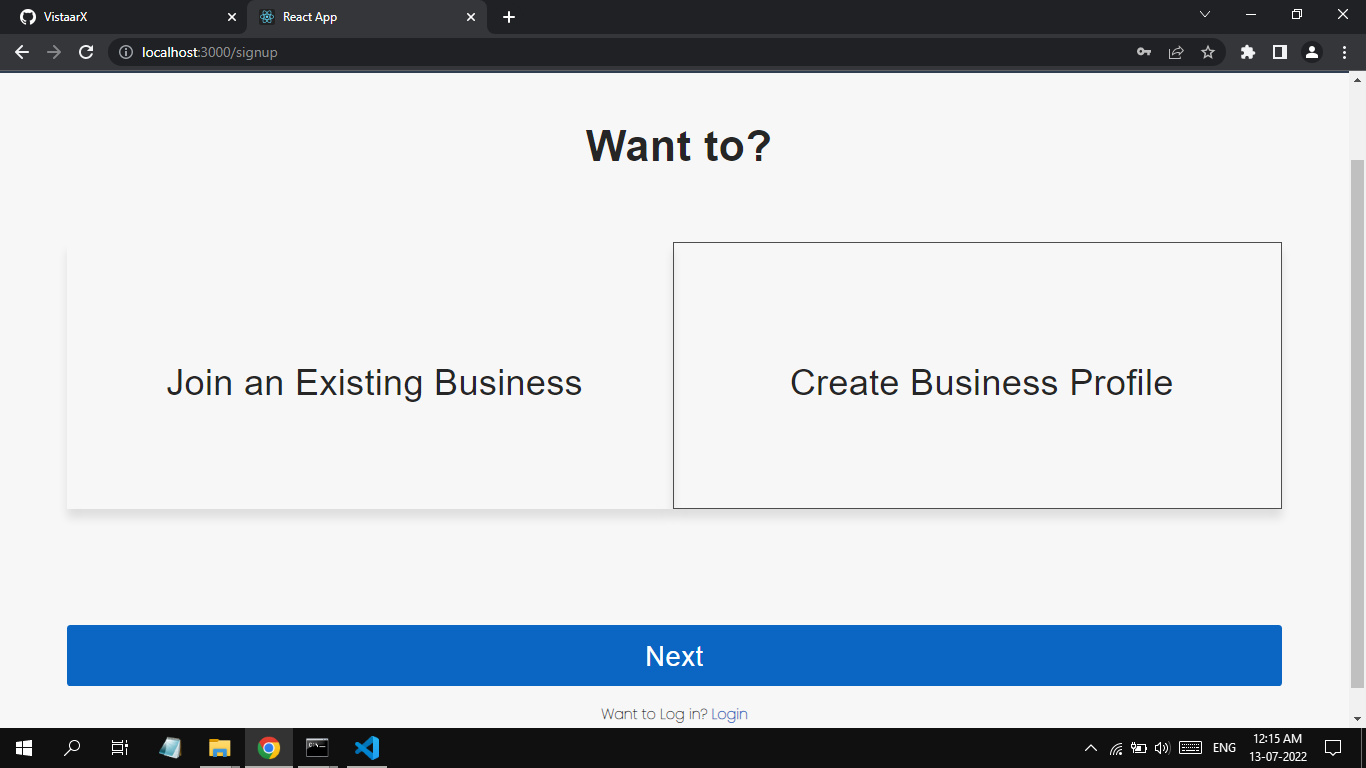 VistaarX
React App
localhost:3000/signup
Want to?
Join an Existing Business
Create Business Profile
Next
Want to Log in? Login
ENG
12:15 AM
13-07-2022